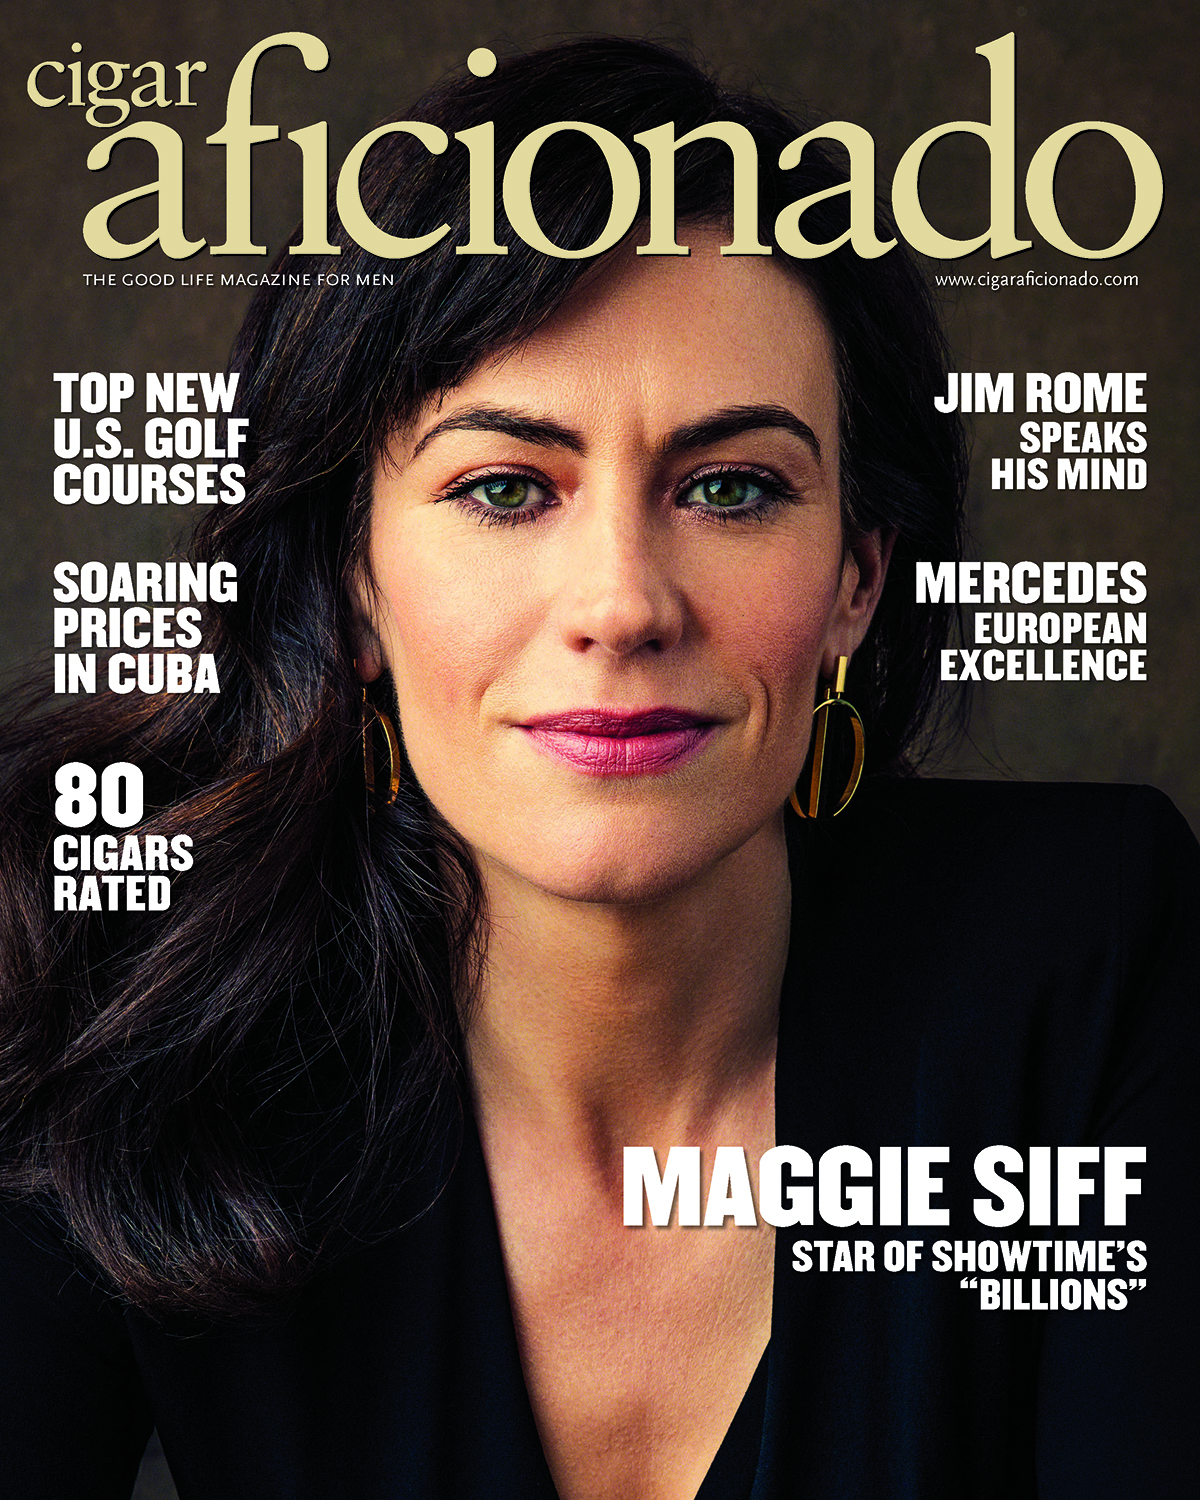 cigar
aficionado
THE GOOD LIFE MAGAZINE FOR MEN
www.cigaraficionado.com
TOP NEW
U.S. GOLF
COURSES
SOARING
PRICES
IN CUBA
80
CIGARS
RATED
JIM ROME
SPEAKS
HIS MIND
MERCEDES
EUROPEAN
EXCELLENCE
MAGGIE SIFF
STAR OF SHOWTIME’S
“BILLIONS”